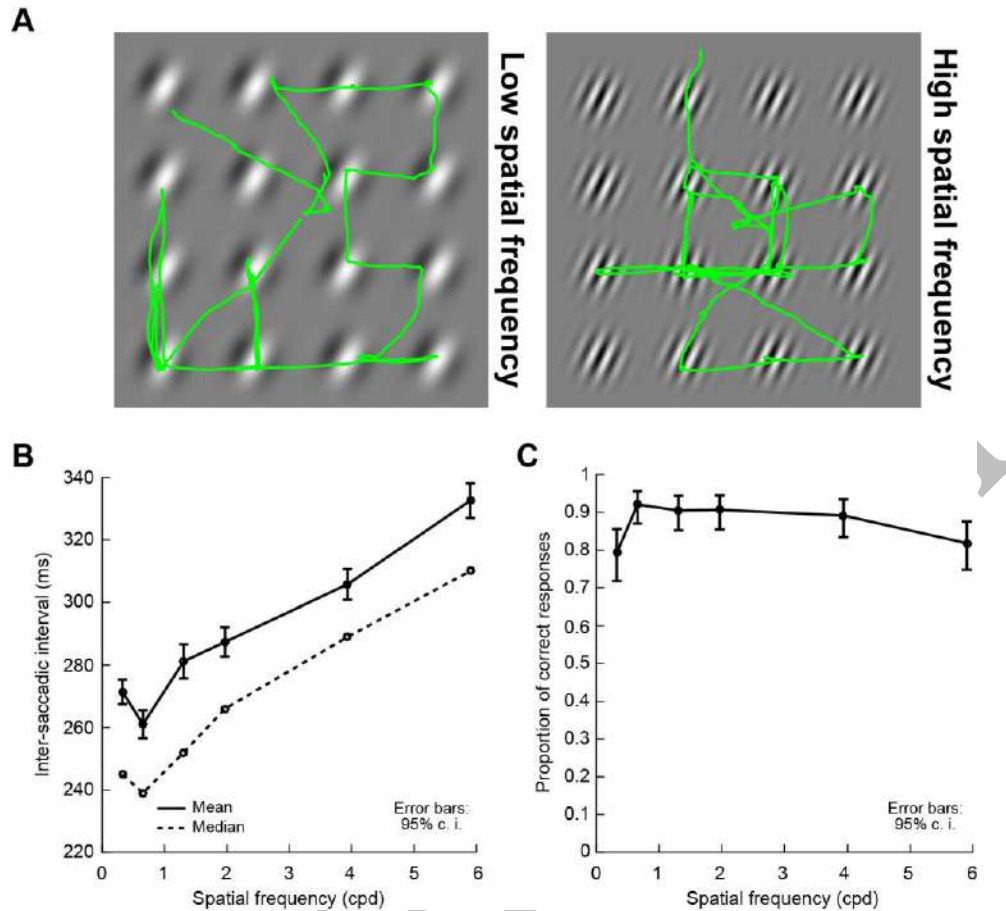 A
Low spatial frequency
High spatial frequency
B
340
320
300
280
260
240
220
Inter-saccadic interval (ms)
Mean
Median
Error bars:
95% c. i.
0
1
2
3
4
5
6
Spatial frequency (cpd)
C
1
0.9
0.8
0.7
0.6
0.5
0.4
0.3
0.2
0.1
0
Proportion of correct responses
Error bars:
95% c. i.
0
1
2
3
4
5
6
Spatial frequency (cpd)